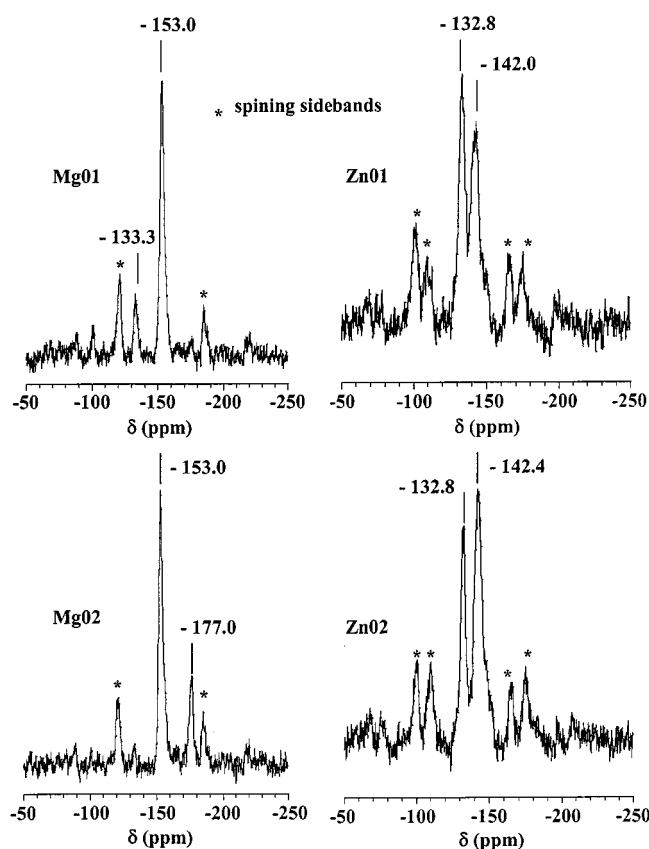 - 153.0
* spining sidebands
Mg01
- 133.3
*
*
-50 -100 -150 -200 -250
δ (ppm)
- 132.8
- 142.0
Zn01
*
*
* *
-50 -100 -150 -200 -250
δ (ppm)
- 153.0
Mg02
- 177.0
*
*
-50 -100 -150 -200 -250
δ (ppm)
- 142.4
- 132.8
Zn02
* *
*
*
-50 -100 -150 -200 -250
δ (ppm)